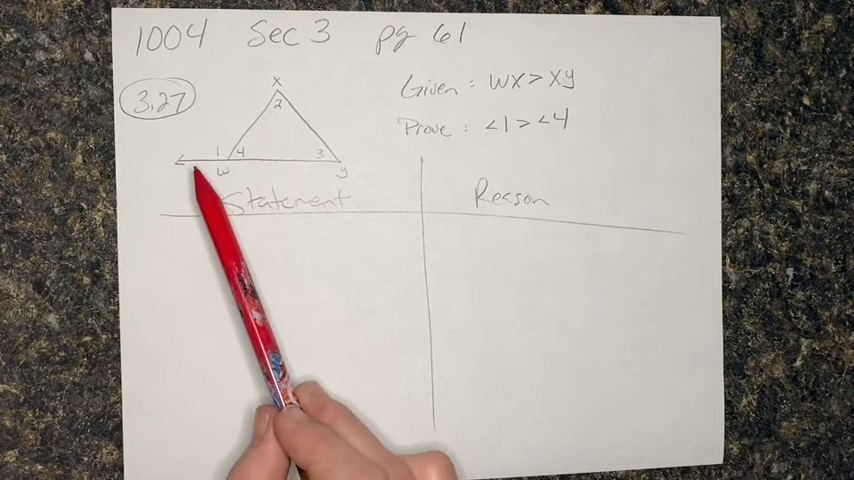 1004 Sec 3 pg 61
3.27
Given : WX > XY
Prove : <1 > <4
X
2
1 4 3
W y
Statement Reason